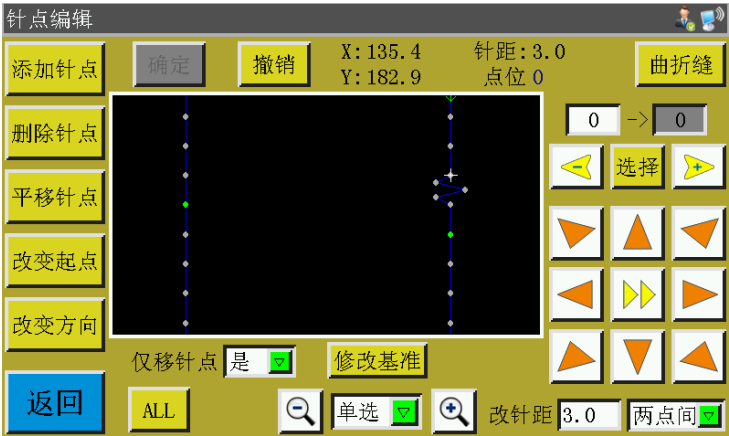 针点编辑
添加针点
确定
撤销
X:135.4 针距:3.0
Y:182.9 点位 0
曲折缝
删除针点
0 -> 0
选择
平移针点
改变起点
改变方向
仅移针点 是
修改基准
返回
ALL
单选
改针距 3.0 两点间